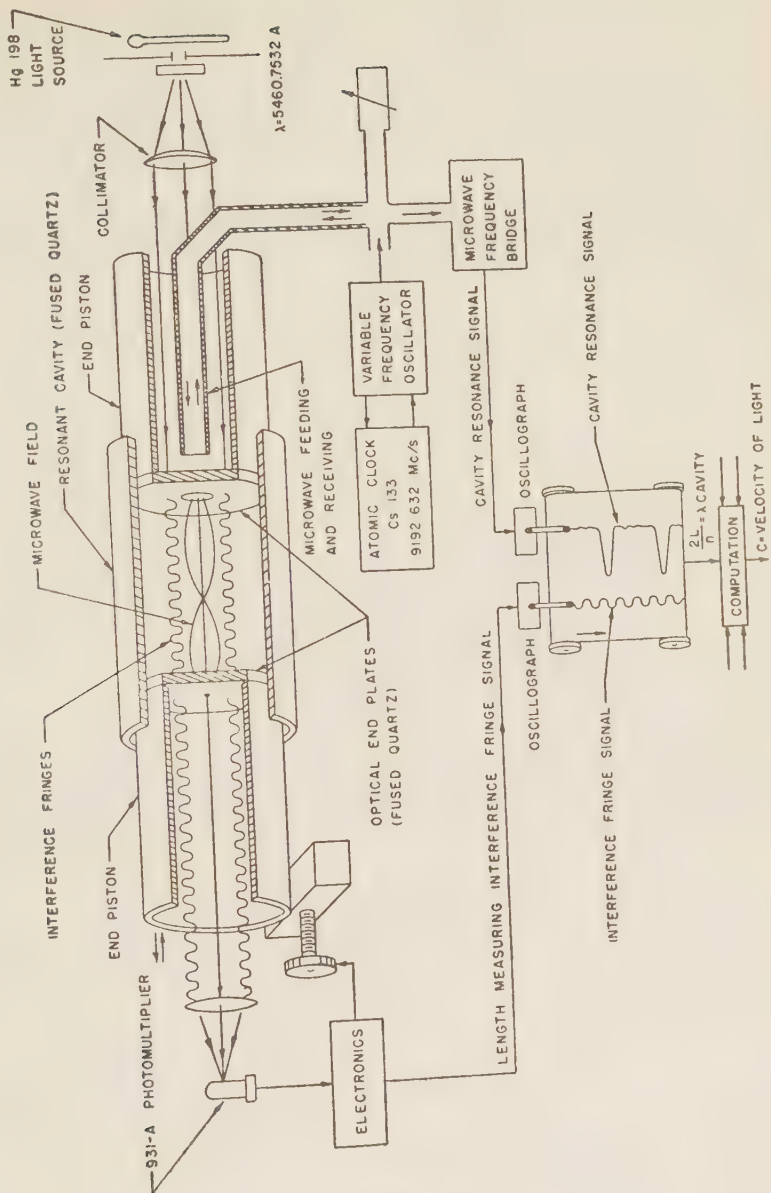 Hg 198
LIGHT
SOURCE
λ=5460.7532 A
COLLIMATOR
RESONANT CAVITY (FUSED QUARTZ)
END PISTON
MICROWAVE FIELD
INTERFERENCE FRINGES
END PISTON
931-A PHOTOMULTIPLIER
MICROWAVE FEEDING
AND RECEIVING
OPTICAL END PLATES
(FUSED QUARTZ)
ELECTRONICS
VARIABLE
FREQUENCY
OSCILLATOR
ATOMIC CLOCK
Cs 133
9192 632 Mc/s
MICROWAVE
FREQUENCY
BRIDGE
CAVITY RESONANCE SIGNAL
OSCILLOGRAPH
LENGTH MEASURING INTERFERENCE FRINGE SIGNAL
OSCILLOGRAPH
CAVITY RESONANCE SIGNAL
INTERFERENCE FRINGE SIGNAL
2L/n = λ CAVITY
COMPUTATION
C=VELOCITY OF LIGHT